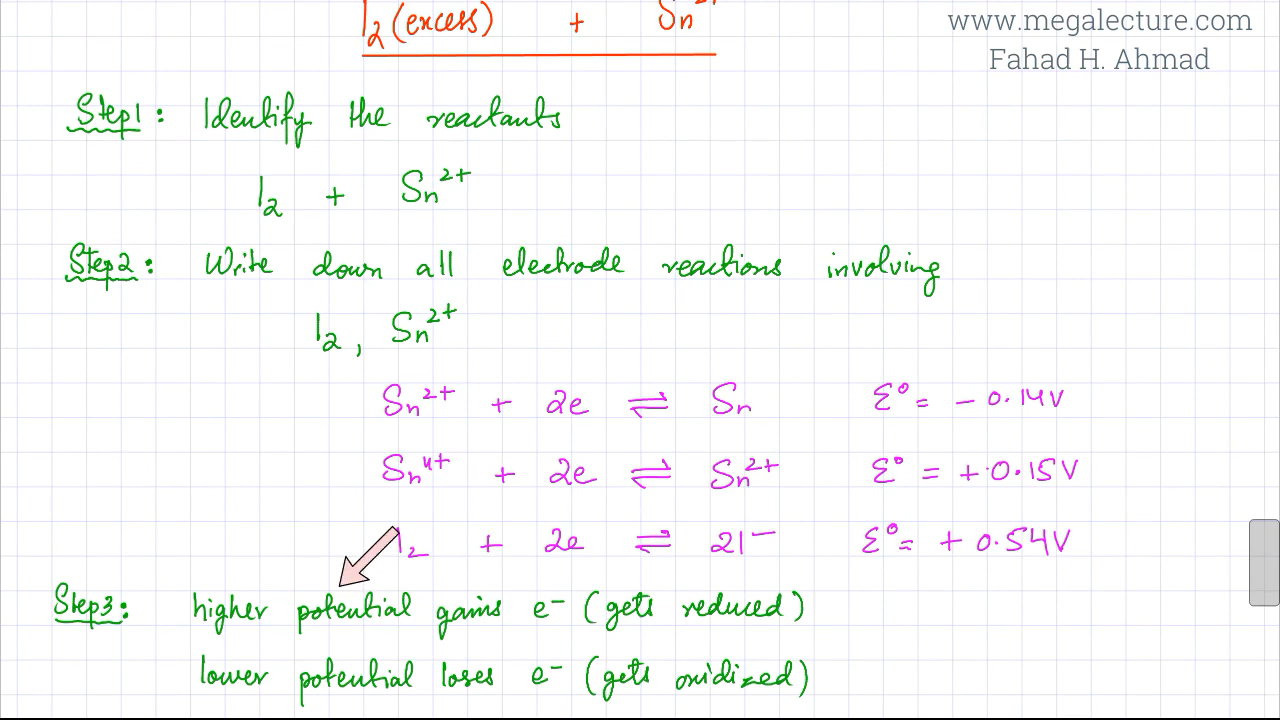 I₂ (excess) + Sn²⁺
www.megalecture.com
Fahad H. Ahmad
Step1: Identify the reactants
I₂ + Sn²⁺
Step2: Write down all electrode reactions involving
I₂, Sn²⁺
Sn²⁺ + 2e ⇌ Sn Ɛ° = - 0.14V
Sn⁴⁺ + 2e ⇌ Sn²⁺ Ɛ° = + 0.15V
I₂ + 2e ⇌ 2I⁻ Ɛ° = + 0.54V
Step3: higher potential gains e⁻ (gets reduced)
lower potential loses e⁻ (gets oxidized)